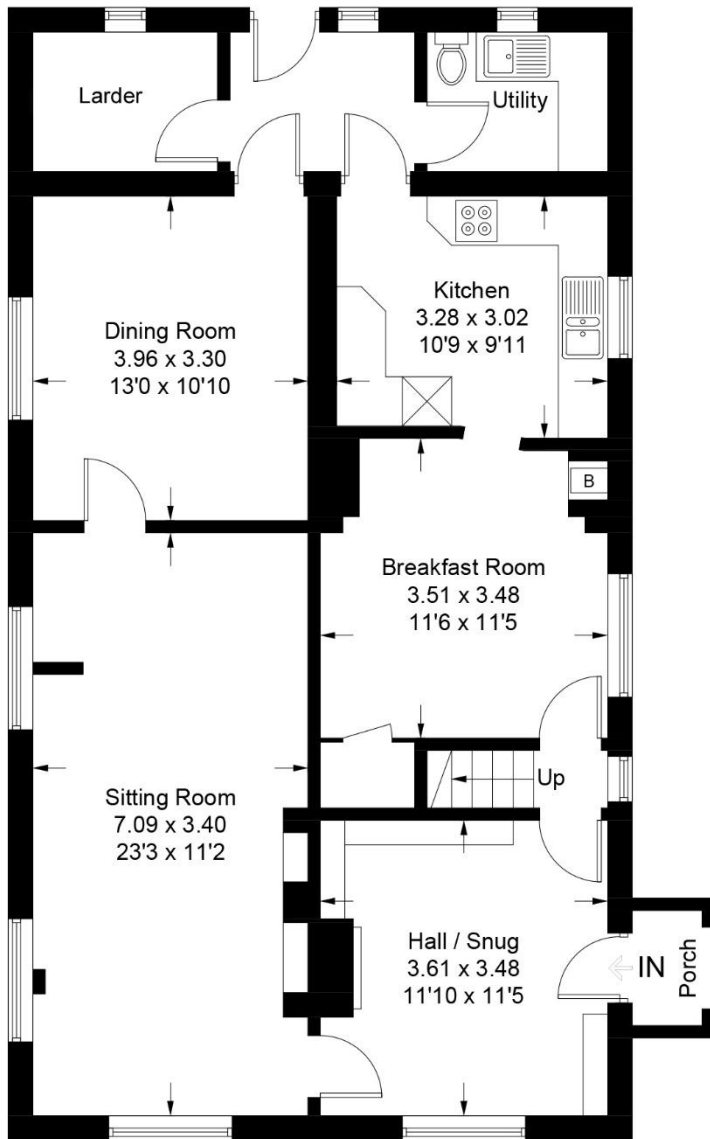 Larder
Utility
Dining Room
3.96 x 3.30
13'0 x 10'10
Kitchen
3.28 x 3.02
10'9 x 9'11
B
Breakfast Room
3.51 x 3.48
11'6 x 11'5
Up
Sitting Room
7.09 x 3.40
23'3 x 11'2
Hall / Snug
3.61 x 3.48
11'10 x 11'5
IN
Porch